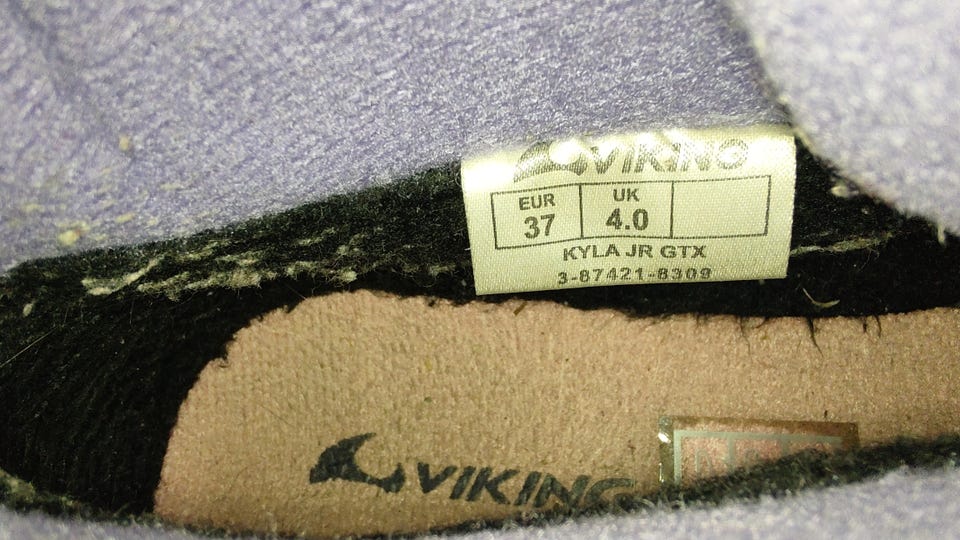 VIKING
EUR UK
37 4.0
KYLA JR GTX
3-87421-8309
VIKING